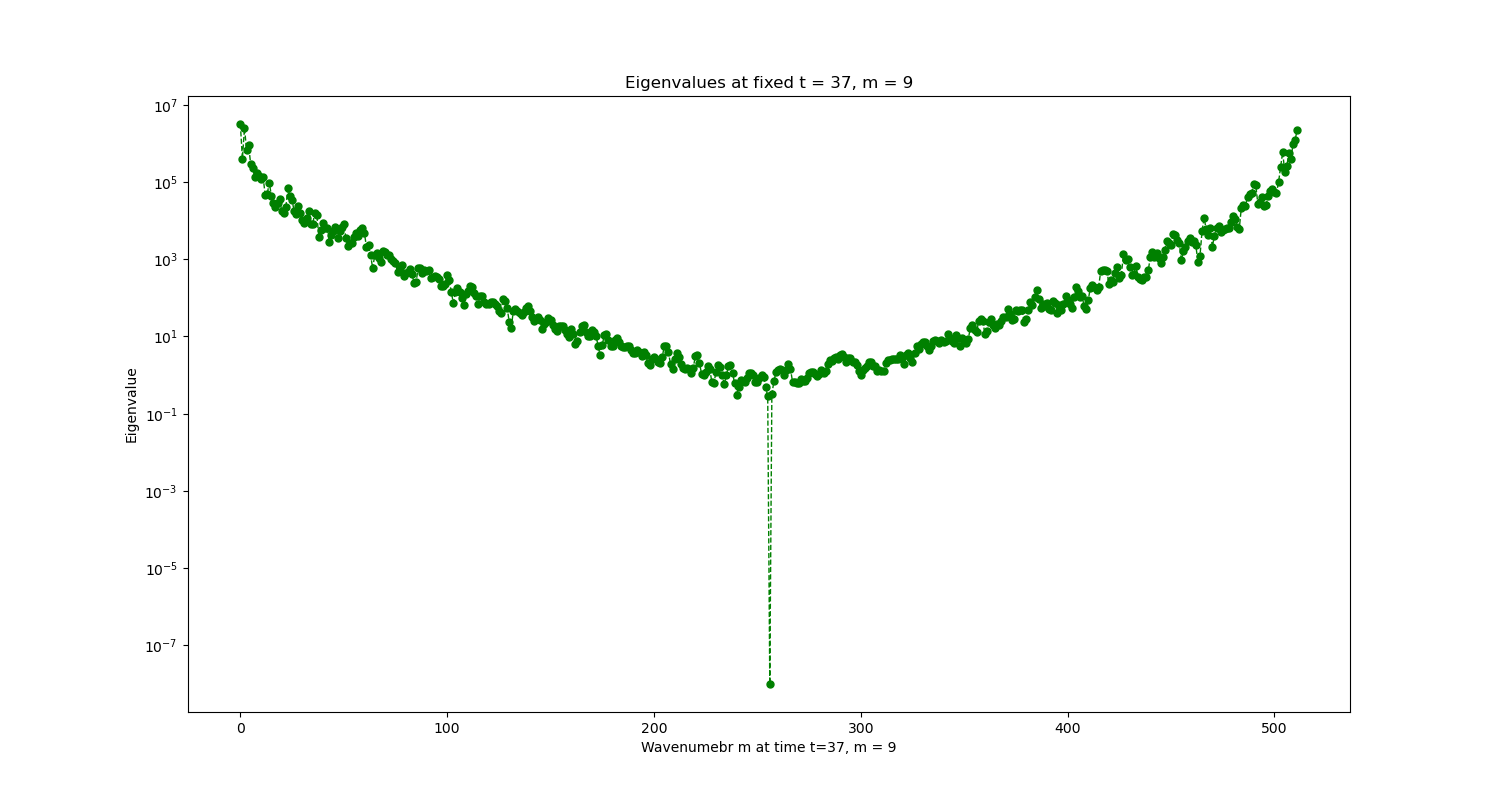 Eigenvalues at fixed t = 37, m = 9
10^7
10^5
10^3
10^1
10^−1
10^−3
10^−5
10^−7
Eigenvalue
0 100 200 300 400 500
Wavenumebr m at time t=37, m = 9